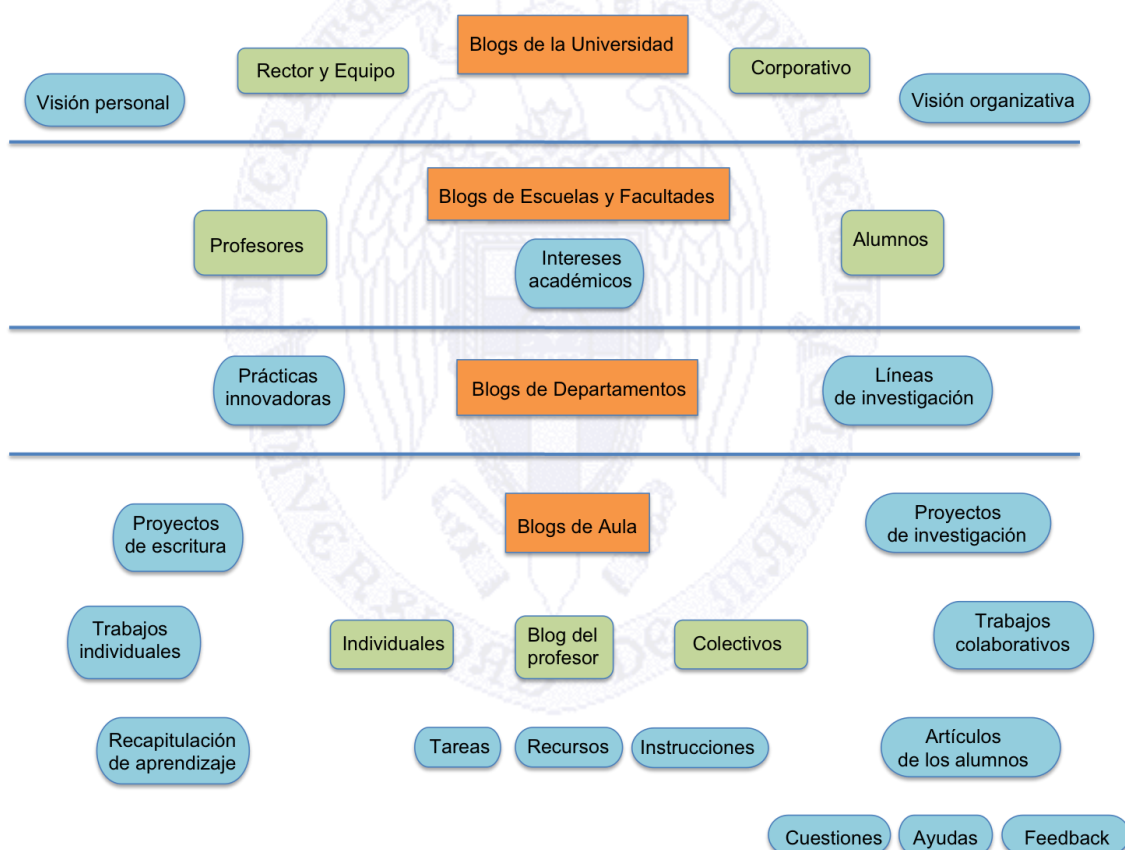 Blogs de la Universidad
Rector y Equipo
Corporativo
Visión personal
Visión organizativa
Blogs de Escuelas y Facultades
Profesores
Intereses
académicos
Alumnos
Prácticas
innovadoras
Blogs de Departamentos
Líneas
de investigación
Proyectos
de escritura
Blogs de Aula
Proyectos
de investigación
Trabajos
individuales
Individuales
Blog del
profesor
Colectivos
Trabajos
colaborativos
Recapitulación
de aprendizaje
Tareas
Recursos
Instrucciones
Artículos
de los alumnos
Cuestiones
Ayudas
Feedback